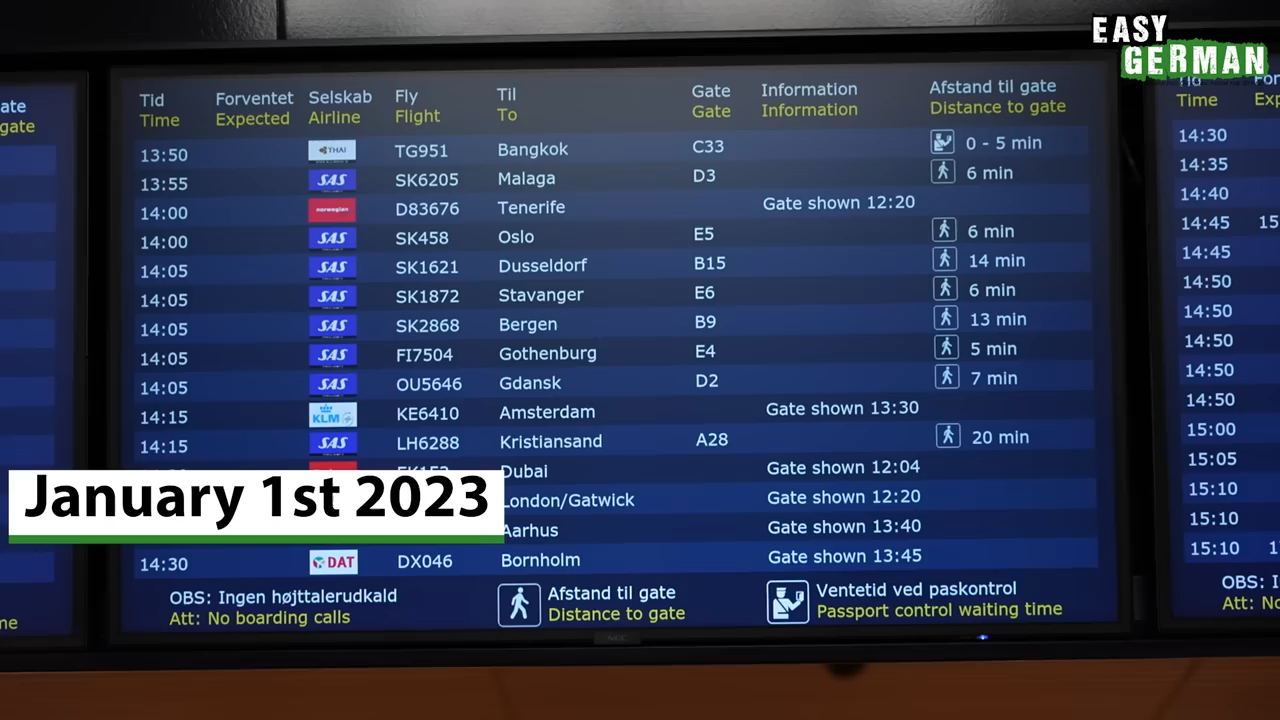 EASY
GERMAN
Tid Forventet Selskab Fly Til Gate Information Afstand til gate
Time Expected Airline Flight To Gate Information Distance to gate
13:50 THAI TG951 Bangkok C33 0 - 5 min
13:55 SAS SK6205 Malaga D3 6 min
14:00 norwegian D83676 Tenerife Gate shown 12:20
14:00 SAS SK458 Oslo E5 6 min
14:05 SAS SK1621 Dusseldorf B15 14 min
14:05 SAS SK1872 Stavanger E6 6 min
14:05 SAS SK2868 Bergen B9 13 min
14:05 SAS FI7504 Gothenburg E4 5 min
14:05 SAS OU5646 Gdansk D2 7 min
14:15 KLM KE6410 Amsterdam Gate shown 13:30
14:15 SAS LH6288 Kristiansand A28 20 min
Dubai Gate shown 12:04
London/Gatwick Gate shown 12:20
Aarhus Gate shown 13:40
14:30 DAT DX046 Bornholm Gate shown 13:45
OBS: Ingen højttalerudkald Afstand til gate Ventetid ved paskontrol
Att: No boarding calls Distance to gate Passport control waiting time
January 1st 2023
gate
Time
14:30
14:35
14:40
14:45
14:45
14:50
14:50
14:50
14:50
14:50
15:00
15:05
15:10
15:10
15:10
OBS:
Att:
NEC